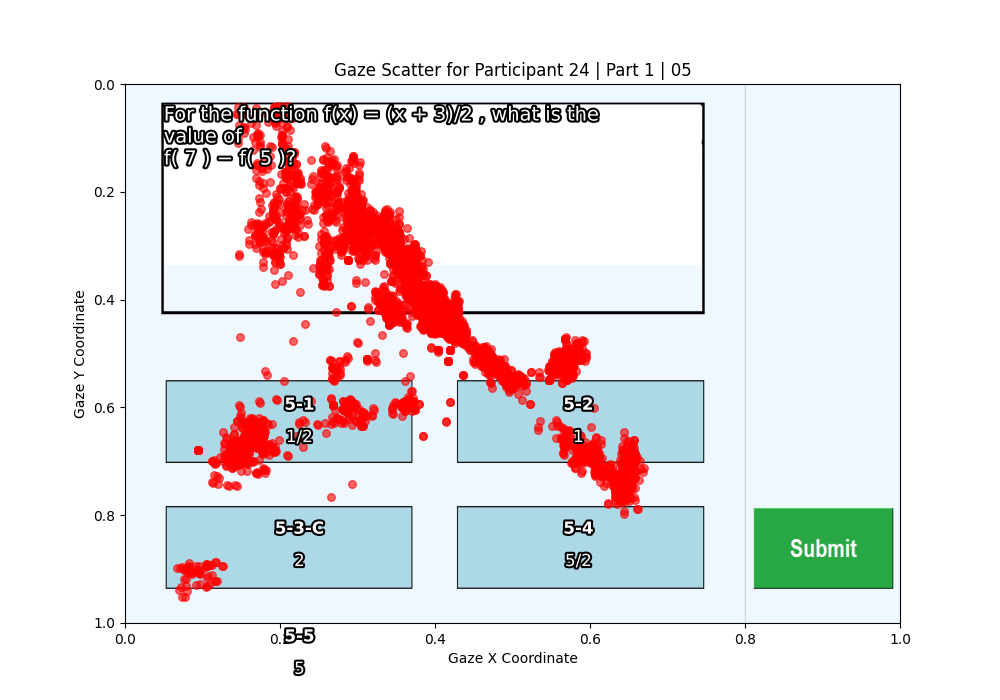 Gaze Scatter for Participant 24 | Part 1 | 05
For the function f(x) = (x + 3)/2 , what is the
value of
f( 7 ) − f( 5 )?
5-1
1/2
5-2
1
5-3-C
2
5-4
5/2
5-5
5
Submit
Gaze Y Coordinate
0.0
0.2
0.4
0.6
0.8
1.0
0.0
0.2
0.4
0.6
0.8
1.0
Gaze X Coordinate